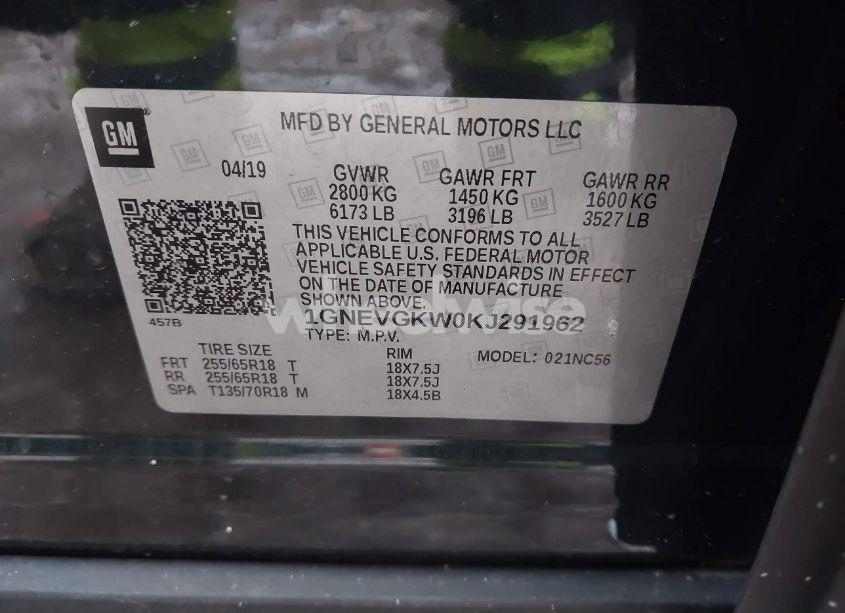 GM
MFD BY GENERAL MOTORS LLC
04/19 GVWR GAWR FRT GAWR RR
2800 KG 1450 KG 1600 KG
6173 LB 3196 LB 3527 LB
THIS VEHICLE CONFORMS TO ALL
APPLICABLE U.S. FEDERAL MOTOR
VEHICLE SAFETY STANDARDS IN EFFECT
ON THE DATE OF MANUFACTURE
SHOWN ABOVE.
457B
1GNEVGKW0KJ291962
TYPE: M.P.V.
TIRE SIZE RIM MODEL: 021NC56
FRT 255/65R18 T 18X7.5J
RR 255/65R18 T 18X7.5J
SPA T135/70R18 M 18X4.5B